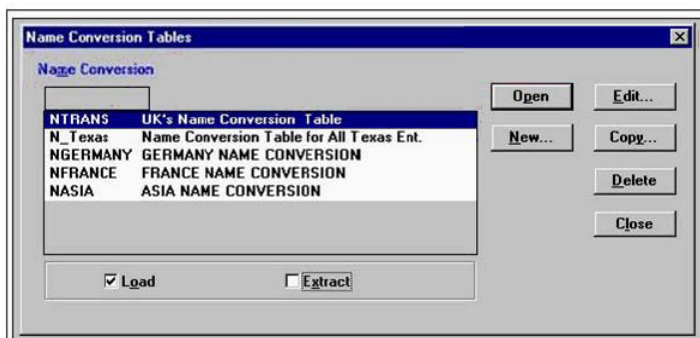 Name Conversion Tables
Name Conversion
Open Edit...
NTRANS UK's Name Conversion Table
N_Texas Name Conversion Table for All Texas Ent.
New... Copy...
NGERMANY GERMANY NAME CONVERSION
NFRANCE FRANCE NAME CONVERSION
Delete
NASIA ASIA NAME CONVERSION
Close
Load Extract